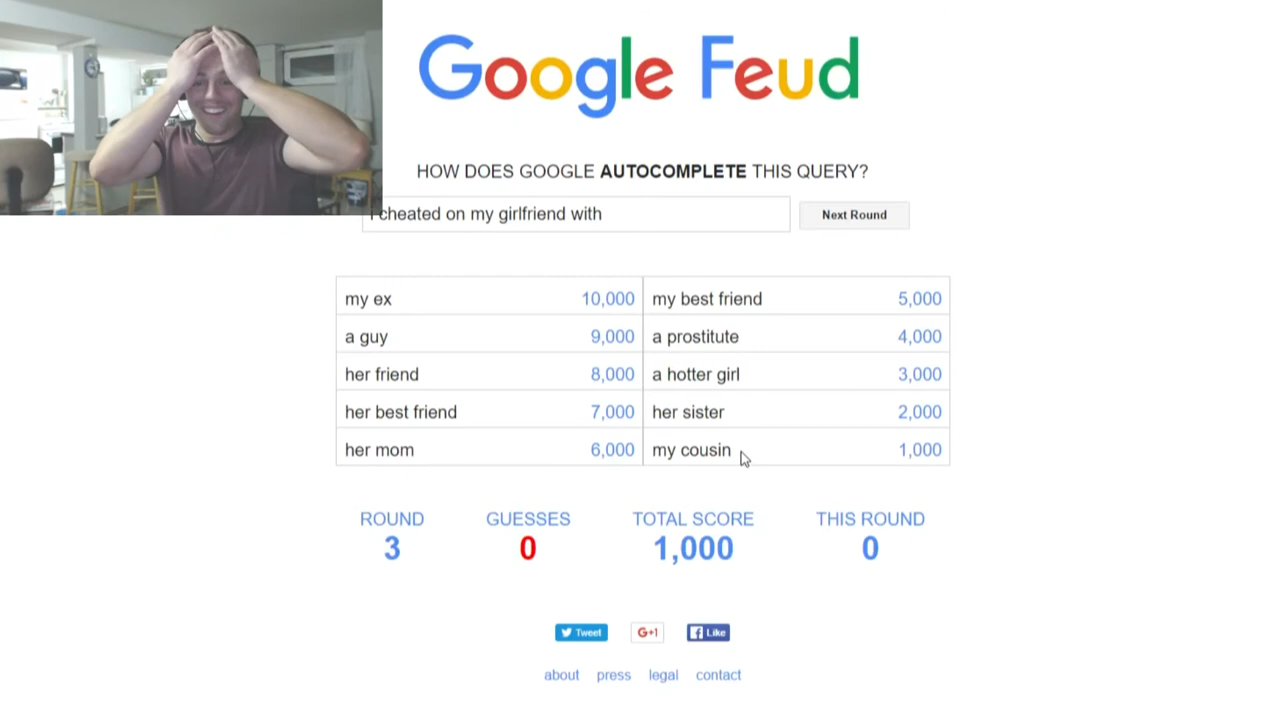 Google Feud
HOW DOES GOOGLE AUTOCOMPLETE THIS QUERY?
i cheated on my girlfriend with
Next Round
my ex 10,000 my best friend 5,000
a guy 9,000 a prostitute 4,000
her friend 8,000 a hotter girl 3,000
her best friend 7,000 her sister 2,000
her mom 6,000 my cousin 1,000
ROUND GUESSES TOTAL SCORE THIS ROUND
3 0 1,000 0
Tweet G+1 Like
about press legal contact